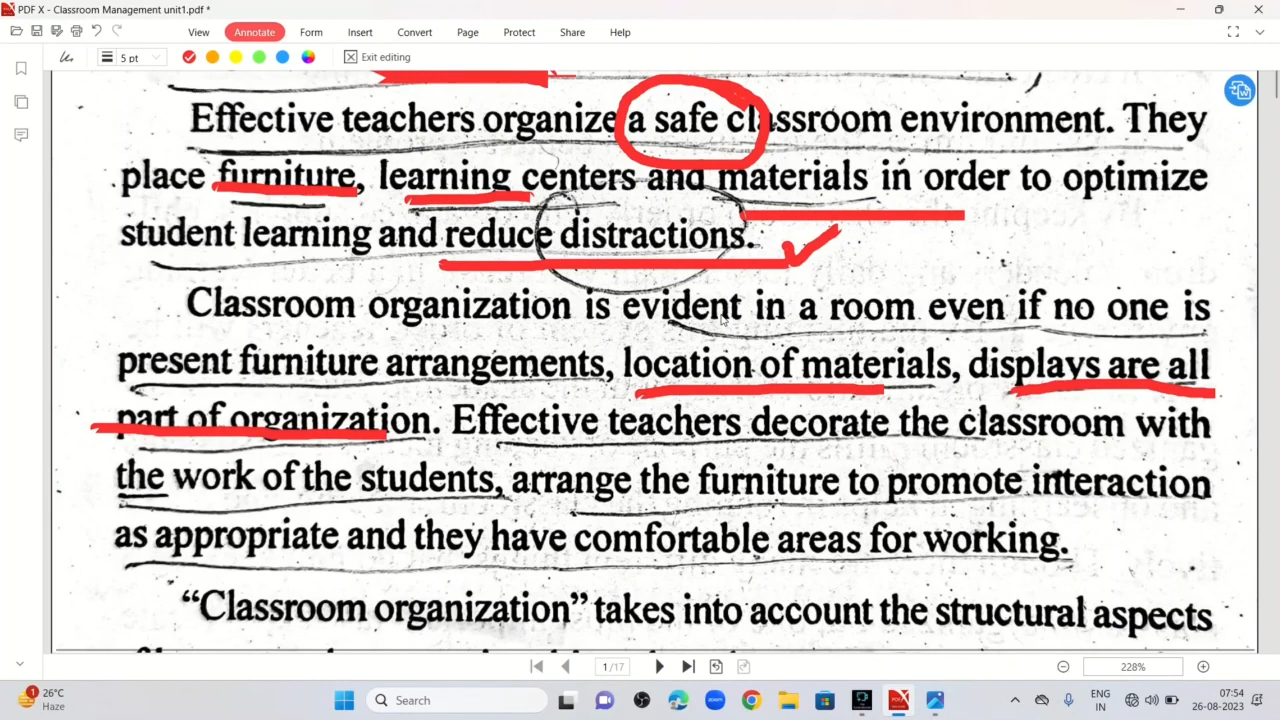 PDF X - Classroom Management unit1.pdf *
View Annotate Form Insert Convert Page Protect Share Help
5 pt Exit editing
Effective teachers organize a safe classroom environment. They
place furniture, learning centers and materials in order to optimize
student learning and reduce distractions.
Classroom organization is evident in a room even if no one is
present furniture arrangements, location of materials, displays are all
part of organization. Effective teachers decorate the classroom with
the work of the students, arrange the furniture to promote interaction
as appropriate and they have comfortable areas for working.
“Classroom organization” takes into account the structural aspects
1/17 228%
1
26°C
Haze
Search
zoom
ENG
IN
07:54
26-08-2023